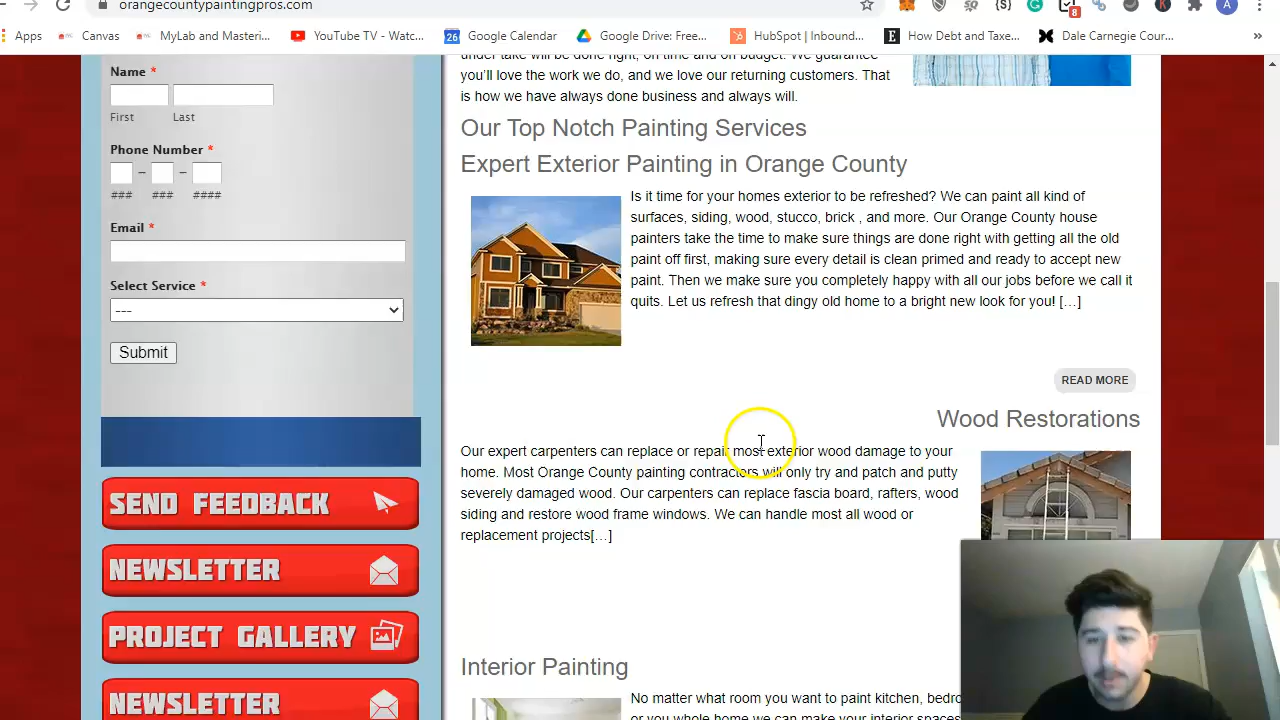 orangecountypaintingpros.com
8
A
Apps
Canvas
MyLab and Masteri...
YouTube TV - Watc...
26
Google Calendar
Google Drive: Free...
HubSpot | Inbound...
E
How Debt and Taxe...
Dale Carnegie Cour...
»
Name *
First Last
Phone Number *
– –
### ### ####
Email *
Select Service *
---
Submit
SEND FEEDBACK
NEWSLETTER
PROJECT GALLERY
NEWSLETTER
under take will be done right, on time and on budget. We guarantee
you'll love the work we do, and we love our returning customers. That
is how we have always done business and always will.
Our Top Notch Painting Services
Expert Exterior Painting in Orange County
Is it time for your homes exterior to be refreshed? We can paint all kind of
surfaces, siding, wood, stucco, brick , and more. Our Orange County house
painters take the time to make sure things are done right with getting all the old
paint off first, making sure every detail is clean primed and ready to accept new
paint. Then we make sure you completely happy with all our jobs before we call it
quits. Let us refresh that dingy old home to a bright new look for you! […]
READ MORE
Wood Restorations
Our expert carpenters can replace or repair most exterior wood damage to your
home. Most Orange County painting contractors will only try and patch and putty
severely damaged wood. Our carpenters can replace fascia board, rafters, wood
siding and restore wood frame windows. We can handle most all wood or
replacement projects[…]
Interior Painting
No matter what room you want to paint kitchen, bedro
or you whole home we can make your interior spaces